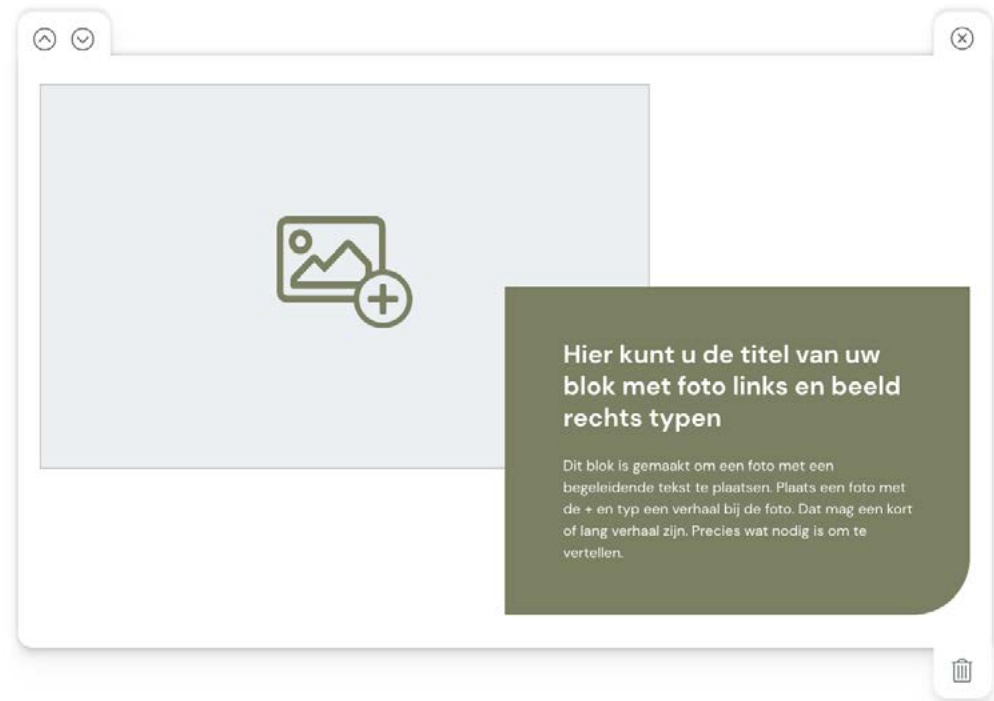 Hier kunt u de titel van uw
blok met foto links en beeld
rechts typen
Dit blok is gemaakt om een foto met een
begeleidende tekst te plaatsen. Plaats een foto met
de + en typ een verhaal bij de foto. Dat mag een kort
of lang verhaal zijn. Precies wat nodig is om te
vertellen.